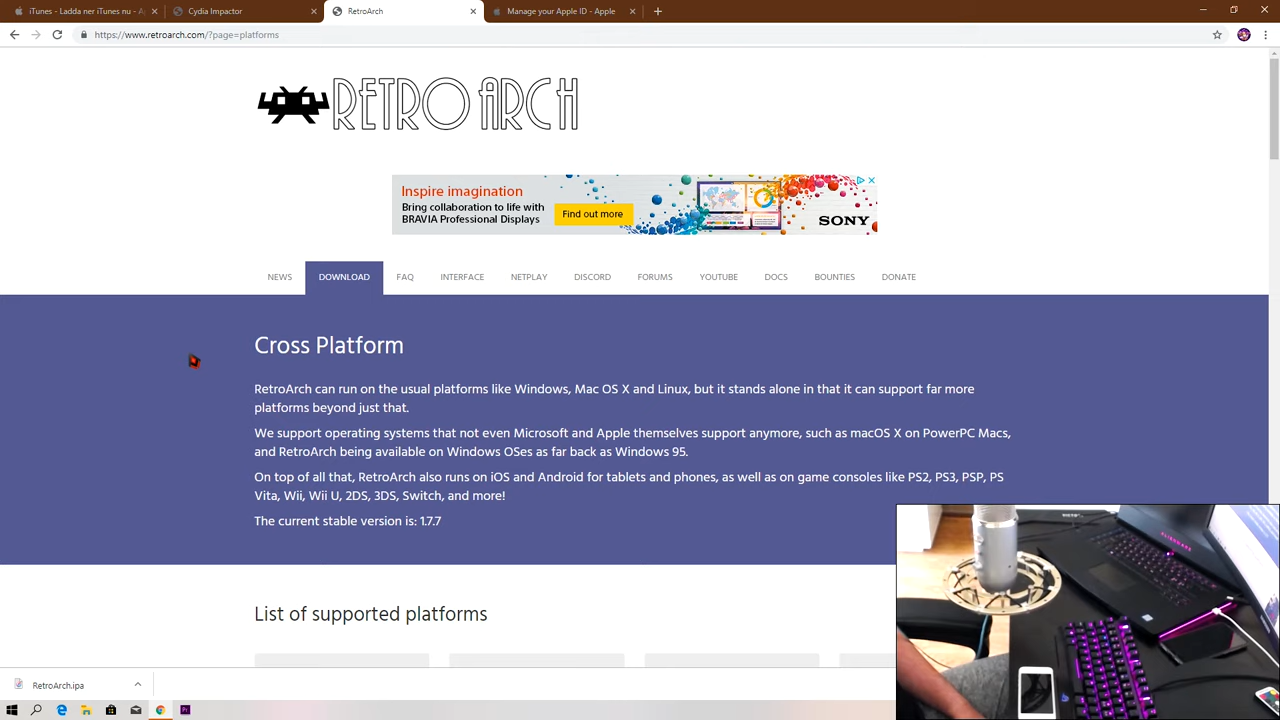 iTunes - Ladda ner iTunes nu - Ap
Cydia Impactor
RetroArch
Manage your Apple ID - Apple
https://www.retroarch.com/?page=platforms
RETROARCH
Inspire imagination
Bring collaboration to life with
BRAVIA Professional Displays
Find out more
SONY
NEWS
DOWNLOAD
FAQ
INTERFACE
NETPLAY
DISCORD
FORUMS
YOUTUBE
DOCS
BOUNTIES
DONATE
Cross Platform
RetroArch can run on the usual platforms like Windows, Mac OS X and Linux, but it stands alone in that it can support far more
platforms beyond just that.
We support operating systems that not even Microsoft and Apple themselves support anymore, such as macOS X on PowerPC Macs,
and RetroArch being available on Windows OSes as far back as Windows 95.
On top of all that, RetroArch also runs on iOS and Android for tablets and phones, as well as on game consoles like PS2, PS3, PSP, PS
Vita, Wii, Wii U, 2DS, 3DS, Switch, and more!
The current stable version is: 1.7.7
List of supported platforms
RetroArch.ipa